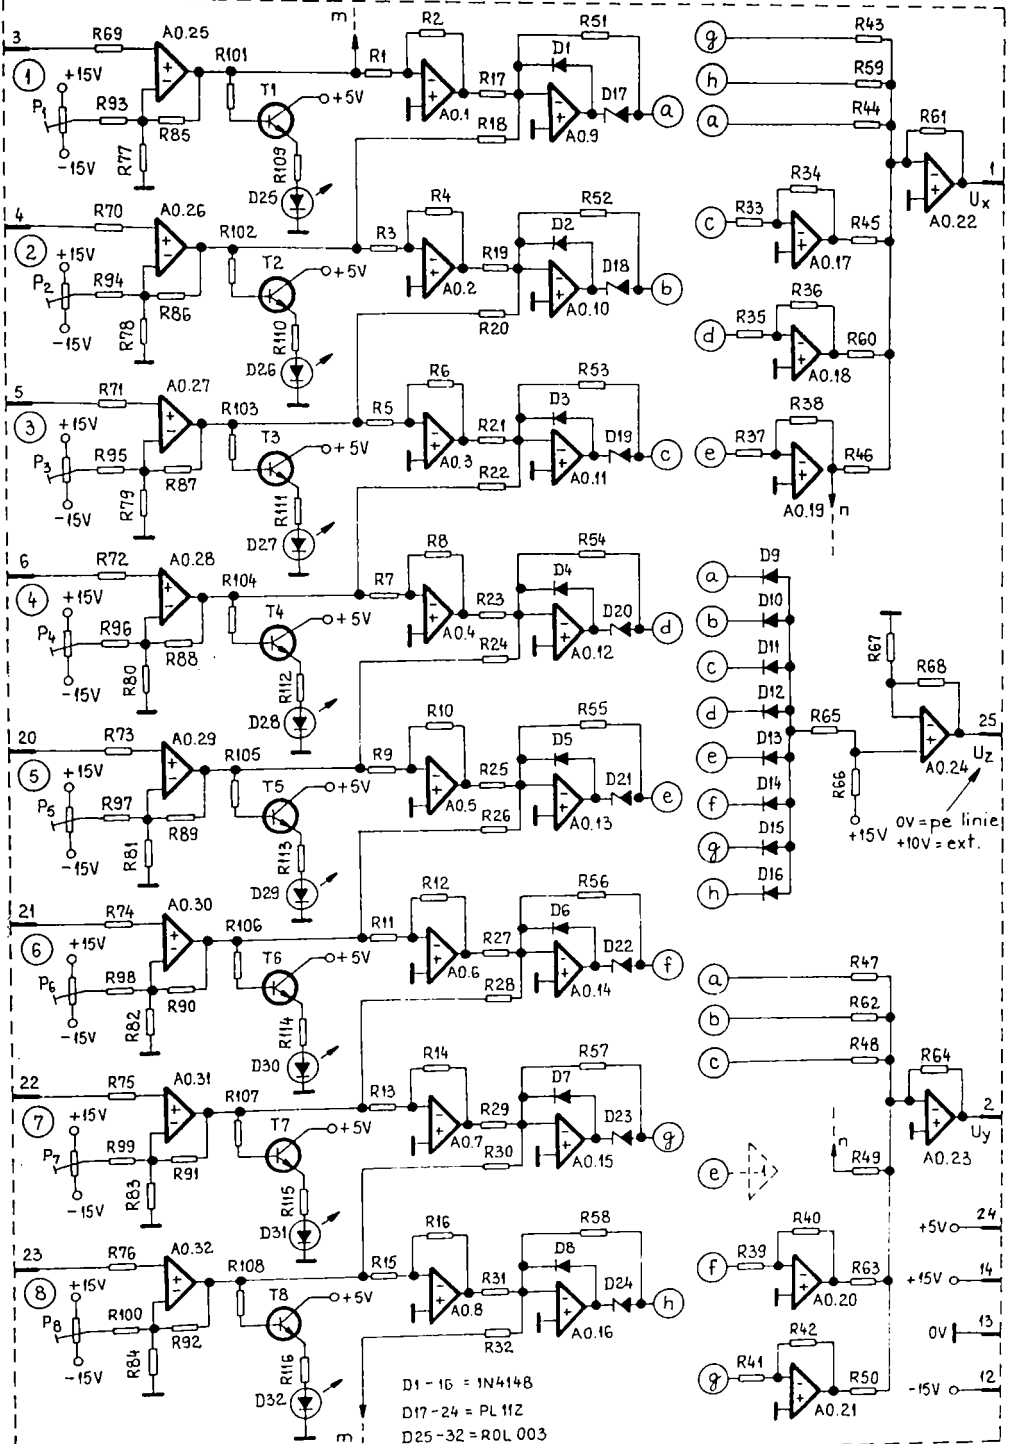 m R2 R51 g R43
3 R69 A0.25 R101 R1 D1 h R59
1 +15V T1 +5V R17 D17 a R44
P1 R93 R85 R18 A0.1 A0.9 a R61
-15V R77 R109 R34 1
D25 R4 R52 c R33 R45 A0.22 Ux
4 R70 A0.26 R102 R3 D2 A0.17
2 +15V T2 +5V R19 D18 R36
P2 R94 R86 R20 A0.2 A0.10 b d R35 R60
-15V R78 R110 A0.18
D26 R6 R53 R38
5 R71 A0.27 R103 R5 D3 e R37 R46
3 +15V T3 +5V R21 D19 c
P3 R95 R87 R22 A0.3 A0.11 A0.19 n
-15V R79 R111
D27 R8 R54 D9
6 R72 A0.28 R104 R7 D4 a D10
4 +15V T4 +5V R23 D20 d b
P4 R96 R88 R24 A0.4 A0.12 D11 R67 R68
-15V R80 R112 c D12
D28 R10 R55 d R65 25
20 R73 A0.29 R105 R9 D5 D13 A0.24 Uz
5 +15V T5 +5V R25 D21 e e D14 R66
P5 R97 R89 R26 A0.5 A0.13 f +15V 0V=pe linie
-15V R81 R113 D15 +10V=ext.
D29 R12 R56 g D16
21 R74 A0.30 R106 R11 D6 h
6 +15V T6 +5V R27 D22 f
P6 R98 R90 R28 A0.6 A0.14 a R47
-15V R82 R114 b R62
D30 R14 R57 c R48 R64
22 R75 A0.31 R107 R13 D7
7 +15V T7 +5V R29 D23 g n 2
P7 R99 R91 R30 A0.7 A0.15 e -1 R49 A0.23 Uy
-15V R83 R115
D31 R16 R58 R40 +5V 24
23 R76 A0.32 R108 R15 D8 f R39 R63 +15V 14
8 +15V T8 +5V R31 D24 h A0.20
P8 R100 R92 R32 A0.8 A0.16 R42 0V 13
-15V R84 R116 g R41 R50 -15V 12
D32 A0.21
D1-16 = 1N4148
D17-24 = PL11Z
m D25-32 = ROL 003